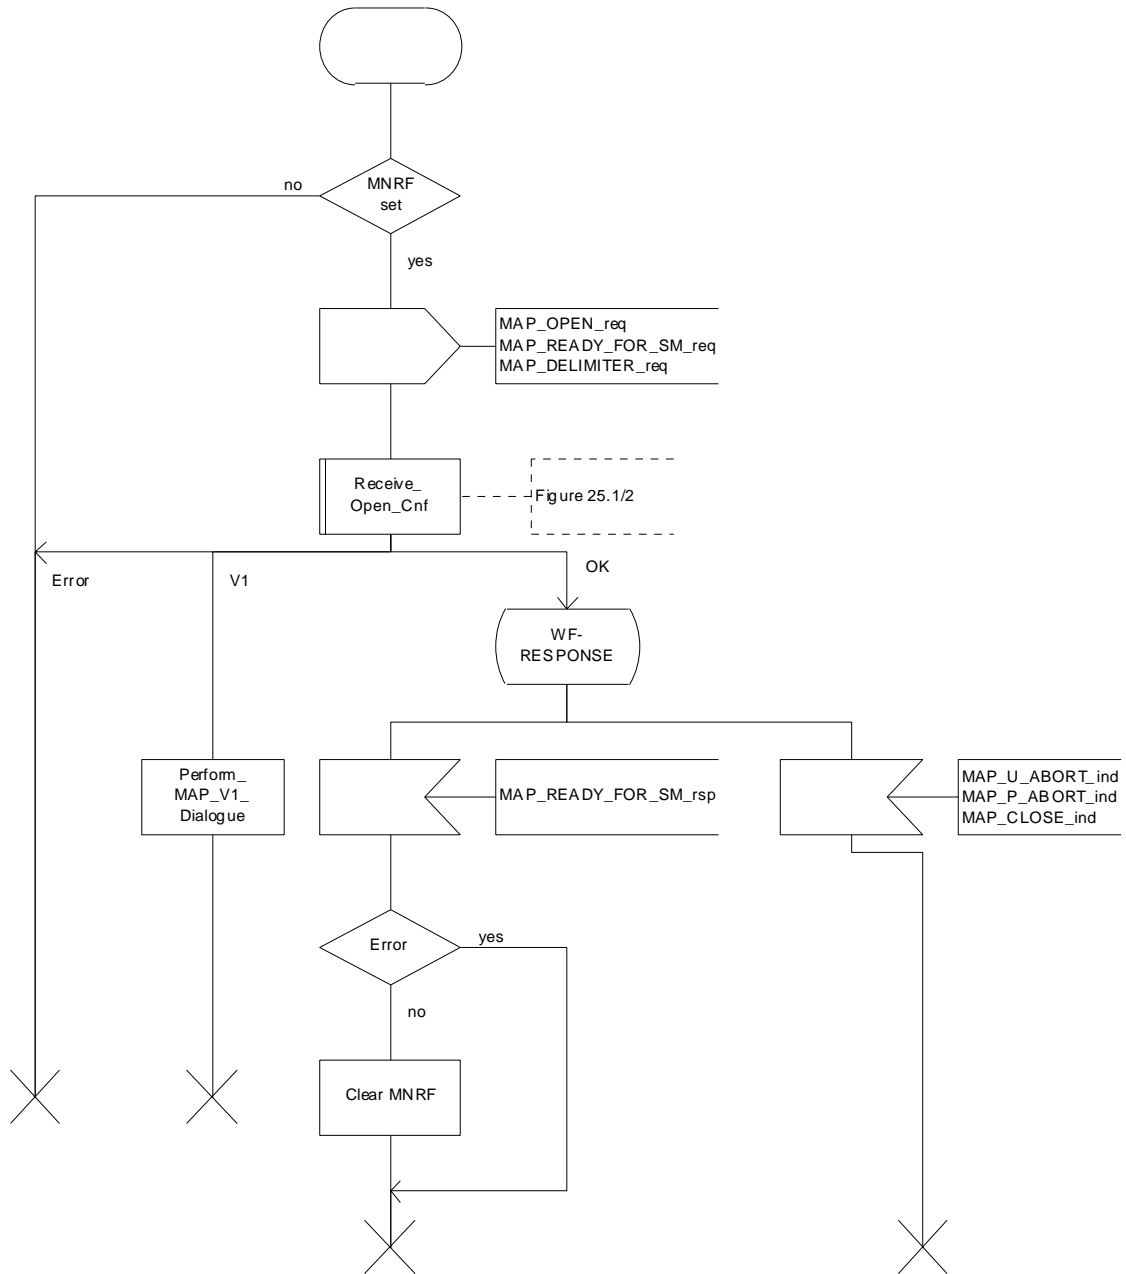 MNRF
set
no
yes
MAP_OPEN_req
MAP_READY_FOR_SM_req
MAP_DELIMITER_req
Receive_
Open_Cnf
Figure 25.1/2
Error
V1
OK
WF-
RESPONSE
Perform_
MAP_V1_
Dialogue
MAP_READY_FOR_SM_rsp
MAP_U_ABORT_ind
MAP_P_ABORT_ind
MAP_CLOSE_ind
Error
yes
no
Clear MNRF